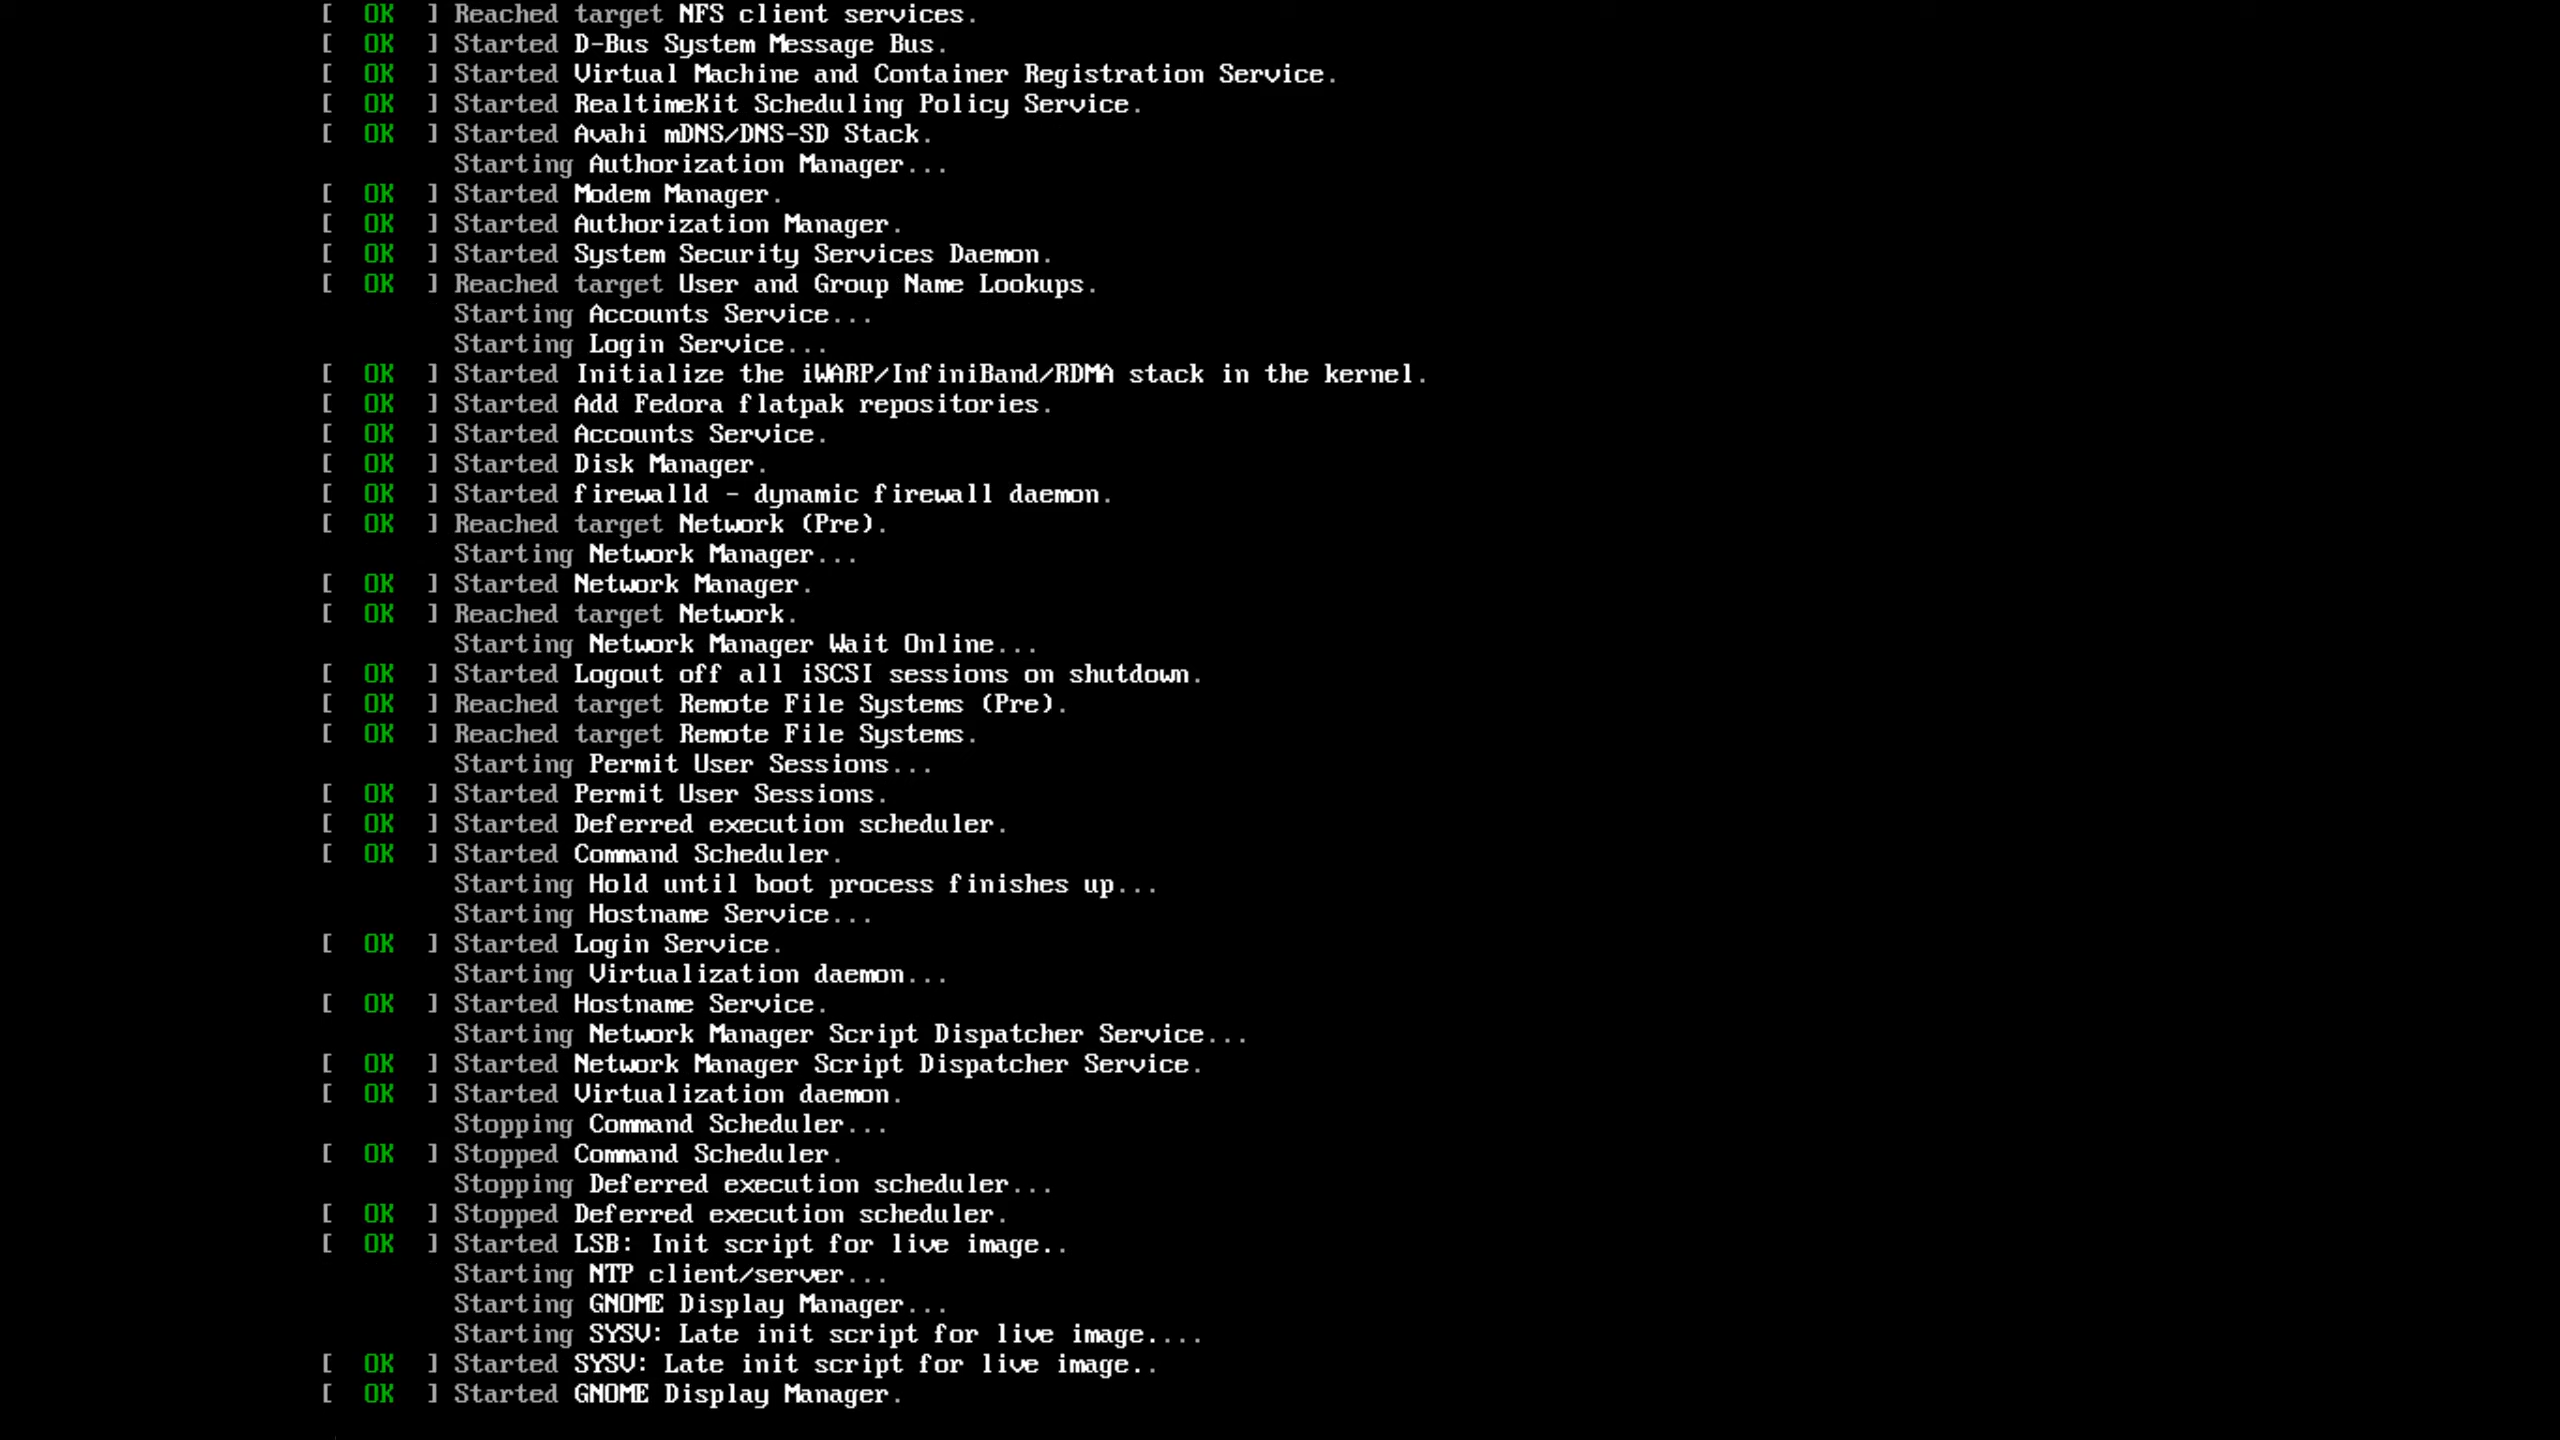 [  OK  ] Reached target NFS client services.
[  OK  ] Started D-Bus System Message Bus.
[  OK  ] Started Virtual Machine and Container Registration Service.
[  OK  ] Started RealtimeKit Scheduling Policy Service.
[  OK  ] Started Avahi mDNS/DNS-SD Stack.
Starting Authorization Manager...
[  OK  ] Started Modem Manager.
[  OK  ] Started Authorization Manager.
[  OK  ] Started System Security Services Daemon.
[  OK  ] Reached target User and Group Name Lookups.
Starting Accounts Service...
Starting Login Service...
[  OK  ] Started Initialize the iWARP/InfiniBand/RDMA stack in the kernel.
[  OK  ] Started Add Fedora flatpak repositories.
[  OK  ] Started Accounts Service.
[  OK  ] Started Disk Manager.
[  OK  ] Started firewalld - dynamic firewall daemon.
[  OK  ] Reached target Network (Pre).
Starting Network Manager...
[  OK  ] Started Network Manager.
[  OK  ] Reached target Network.
Starting Network Manager Wait Online...
[  OK  ] Started Logout off all iSCSI sessions on shutdown.
[  OK  ] Reached target Remote File Systems (Pre).
[  OK  ] Reached target Remote File Systems.
Starting Permit User Sessions...
[  OK  ] Started Permit User Sessions.
[  OK  ] Started Deferred execution scheduler.
[  OK  ] Started Command Scheduler.
Starting Hold until boot process finishes up...
Starting Hostname Service...
[  OK  ] Started Login Service.
Starting Virtualization daemon...
[  OK  ] Started Hostname Service.
Starting Network Manager Script Dispatcher Service...
[  OK  ] Started Network Manager Script Dispatcher Service.
[  OK  ] Started Virtualization daemon.
Stopping Command Scheduler...
[  OK  ] Stopped Command Scheduler.
Stopping Deferred execution scheduler...
[  OK  ] Stopped Deferred execution scheduler.
[  OK  ] Started LSB: Init script for live image..
Starting NTP client/server...
Starting GNOME Display Manager...
Starting SYSV: Late init script for live image....
[  OK  ] Started SYSV: Late init script for live image..
[  OK  ] Started GNOME Display Manager.